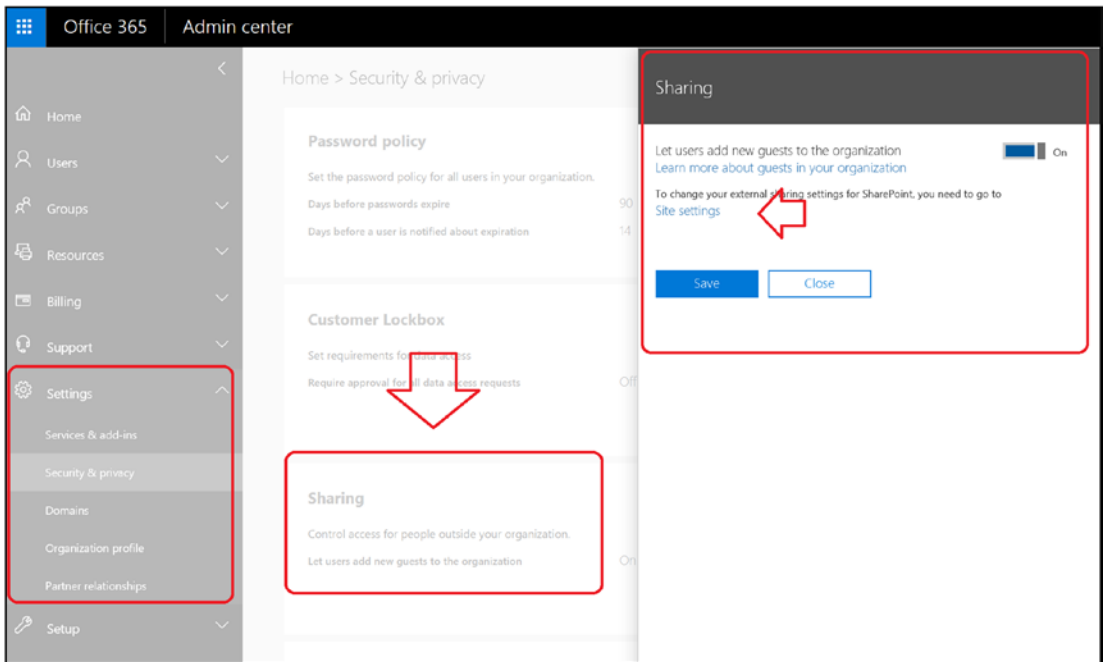 Office 365 Admin center
Home
Users
Groups
Resources
Billing
Support
Settings
Services & add-ins
Security & privacy
Domains
Organization profile
Partner relationships
Setup
Home > Security & privacy
Password policy
Set the password policy for all users in your organization.
Days before passwords expire 90
Days before a user is notified about expiration 14
Customer Lockbox
Set requirements for data access
Require approval for all data access requests Off
Sharing
Control access for people outside your organization.
Let users add new guests to the organization On
Sharing
Let users add new guests to the organization On
Learn more about guests in your organization
To change your external sharing settings for SharePoint, you need to go to
Site settings
Save Close